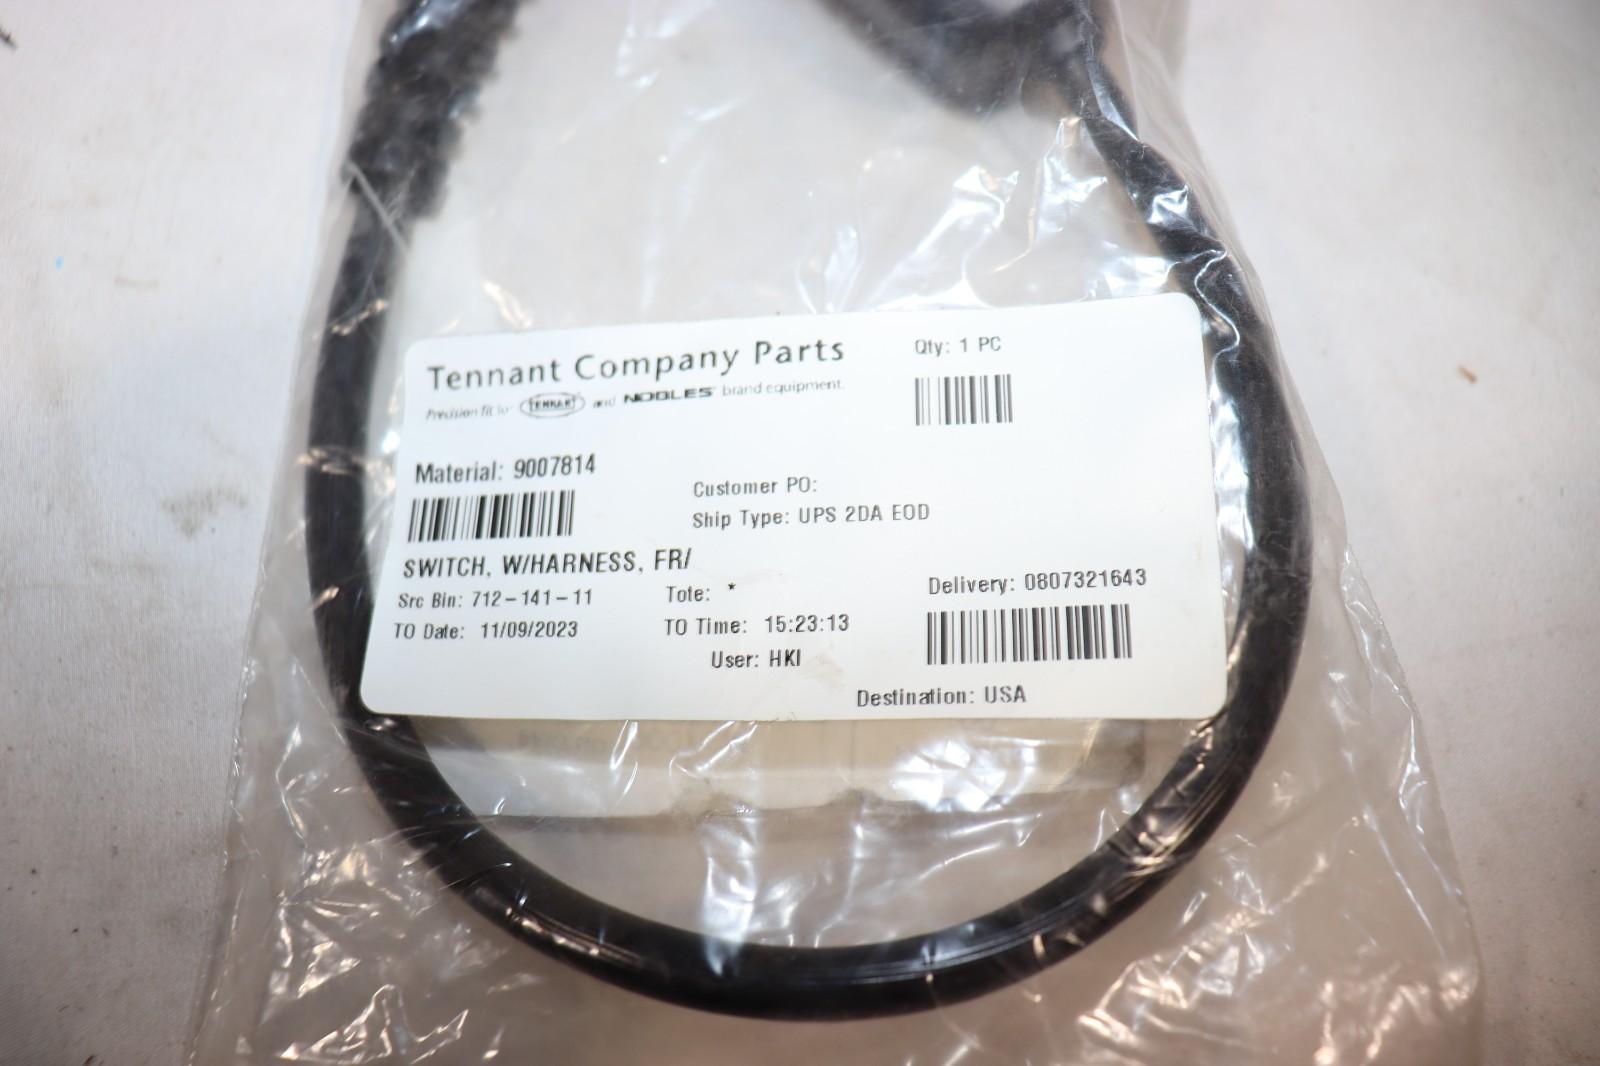 Tennant Company Parts
Precision fit for TENNANT and NOBLES brand equipment.
Qty: 1 PC
Material: 9007814
Customer PO:
Ship Type: UPS 2DA EOD
SWITCH, W/HARNESS, FR/
Src Bin: 712-141-11
Tote: *
Delivery: 0807321643
TO Date: 11/09/2023
TO Time: 15:23:13
User: HKI
Destination: USA